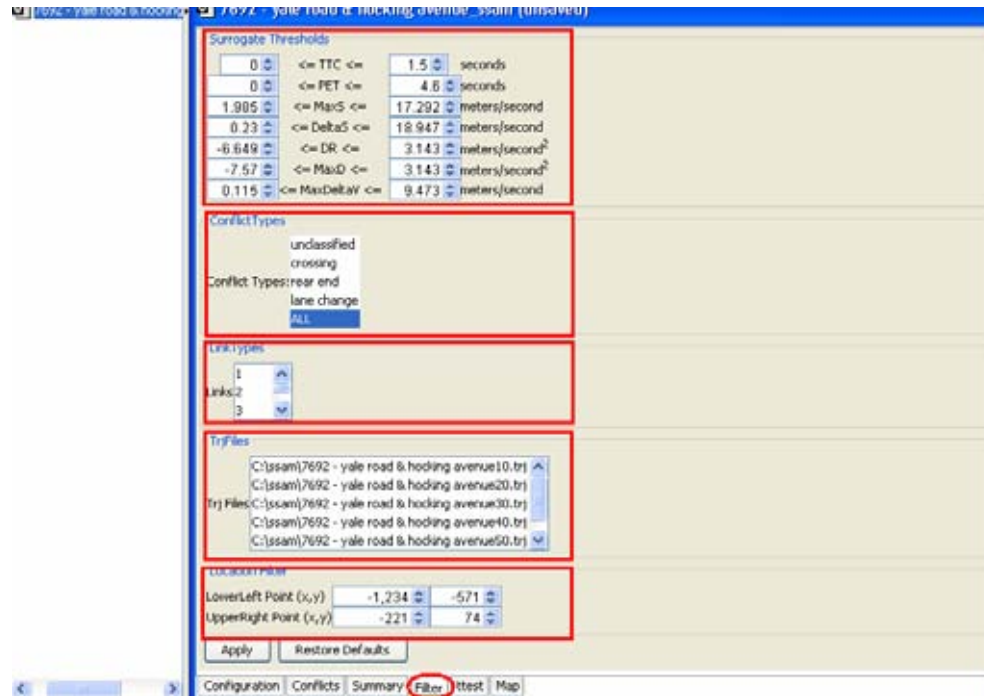 7692 - yale road & hocking
7692 - yale road & hocking avenue_ssam (unsaved)
Surrogate Thresholds
0 <= TTC <= 1.5 seconds
0 <= PET <= 4.6 seconds
1.985 <= MaxS <= 17.292 meters/second
0.23 <= DeltaS <= 18.947 meters/second
-6.649 <= DR <= 3.143 meters/second²
-7.57 <= MaxD <= 3.143 meters/second²
0.115 <= MaxDeltaV <= 9.473 meters/second
ConflictTypes
Conflict Types:
unclassified
crossing
rear end
lane change
ALL
LinkTypes
Links:
1
2
3
TrjFiles
Trj Files:
C:\ssam\7692 - yale road & hocking avenue10.trj
C:\ssam\7692 - yale road & hocking avenue20.trj
C:\ssam\7692 - yale road & hocking avenue30.trj
C:\ssam\7692 - yale road & hocking avenue40.trj
C:\ssam\7692 - yale road & hocking avenue50.trj
Location Filter
LowerLeft Point (x,y) -1,234 -571
UpperRight Point (x,y) -221 74
Apply Restore Defaults
Configuration Conflicts Summary Filter ttest Map